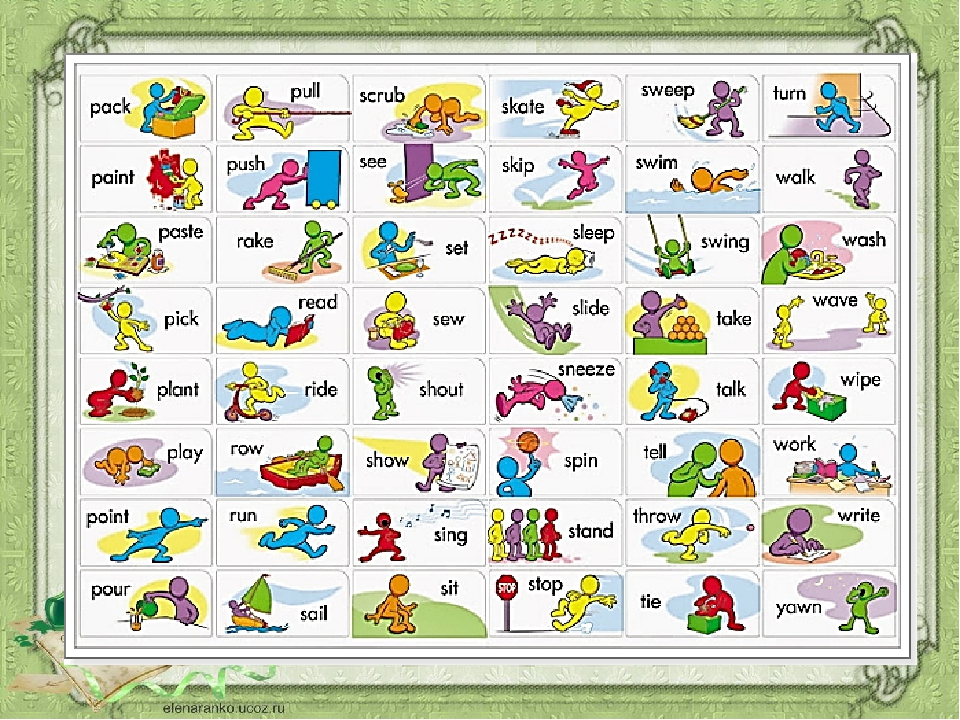 pack pull scrub skate sweep turn
paint push see skip swim walk
paste rake set ZZZZZZZZZZZ sleep swing wash
pick read sew slide take wave
plant ride shout sneeze talk wipe
play row show spin tell work
point run sing stand throw write
pour sail sit STOP stop tie yawn
elenaranko.ucoz.ru